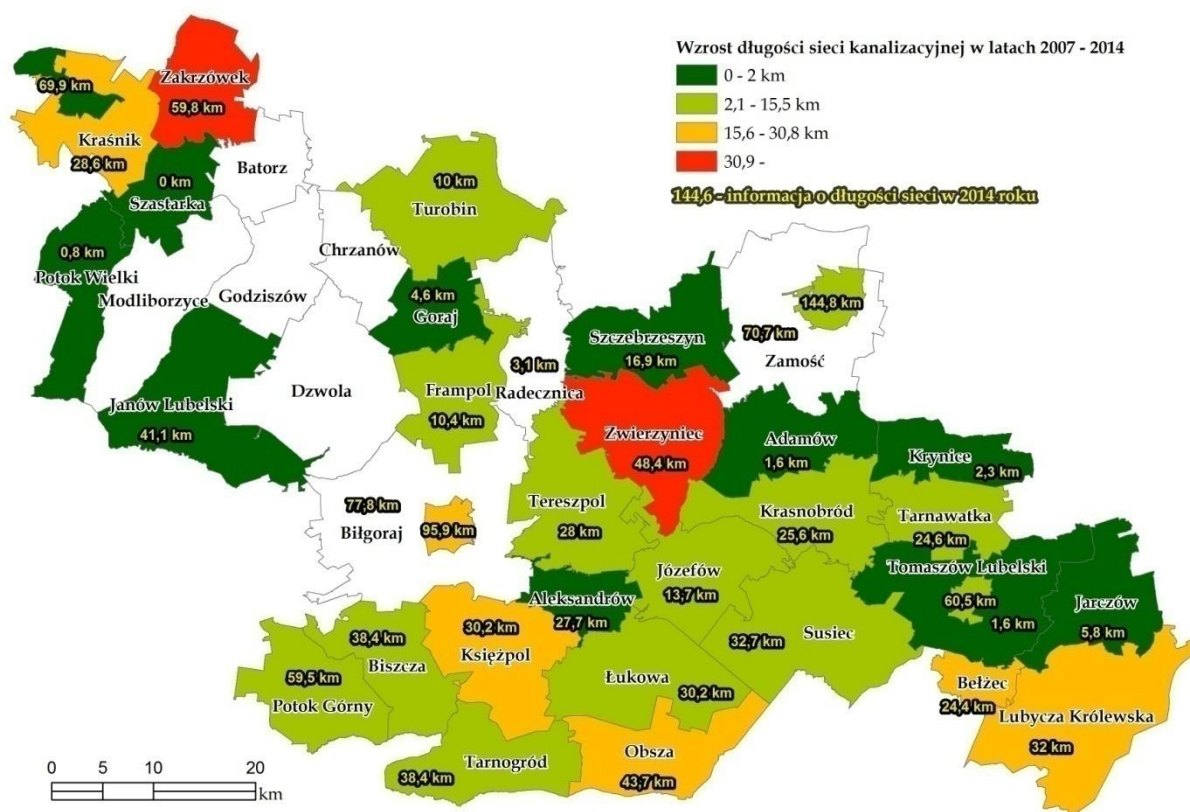 Wzrost długości sieci kanalizacyjnej w latach 2007 - 2014
0 - 2 km
2,1 - 15,5 km
15,6 - 30,8 km
30,9 -
144,6 - informacja o długości sieci w 2014 roku
Zakrzówek
59,8 km
69,9 km
Kraśnik
28,6 km
Batorz
0 km
Szastarka
10 km
Turobin
0,8 km
Potok Wielki
Modliborzyce
Godziszów
Chrzanów
4,6 km
Goraj
144,8 km
70,7 km
Zamość
Szczebrzeszyn
16,9 km
3,1 km
Radecznica
Dzwola
Frampol
10,4 km
Janów Lubelski
41,1 km
Zwierzyniec
48,4 km
Adamów
1,6 km
Krynice
2,3 km
77,8 km
Biłgoraj
95,9 km
Tereszpol
28 km
Krasnobród
25,6 km
Tarnawatka
24,6 km
Józefów
13,7 km
Tomaszów Lubelski
60,5 km
1,6 km
Jarczów
5,8 km
Aleksandrów
27,7 km
Susiec
32,7 km
30,2 km
Księżpol
38,4 km
Biszcza
59,5 km
Potok Górny
Łukowa
30,2 km
Bełżec
24,4 km
Lubycza Królewska
32 km
Obsza
43,7 km
Tarnogród
38,4 km
0 5 10 20
km